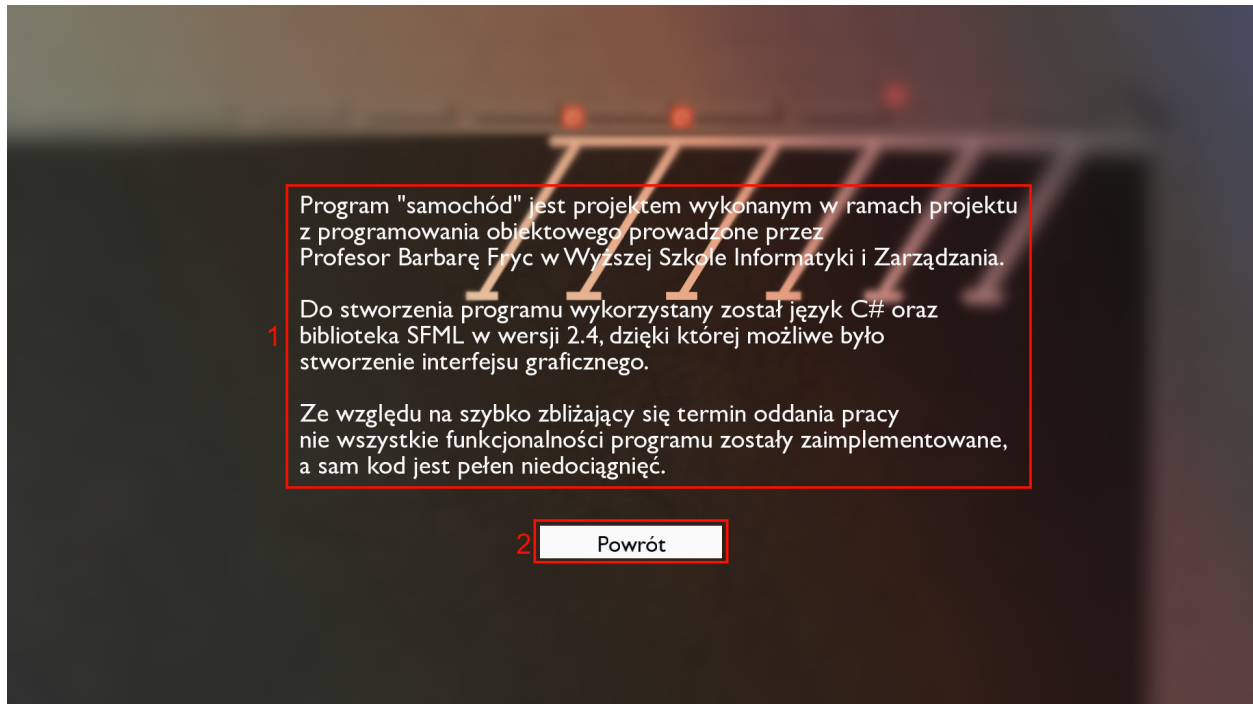 Program "samochód" jest projektem wykonanym w ramach projektu
z programowania obiektowego prowadzone przez
Profesor Barbarę Fryc w Wyższej Szkole Informatyki i Zarządzania.
Do stworzenia programu wykorzystany został język C# oraz
1 biblioteka SFML w wersji 2.4, dzięki której możliwe było
stworzenie interfejsu graficznego.
Ze względu na szybko zbliżający się termin oddania pracy
nie wszystkie funkcjonalności programu zostały zaimplementowane,
a sam kod jest pełen niedociągnięć.
2 Powrót